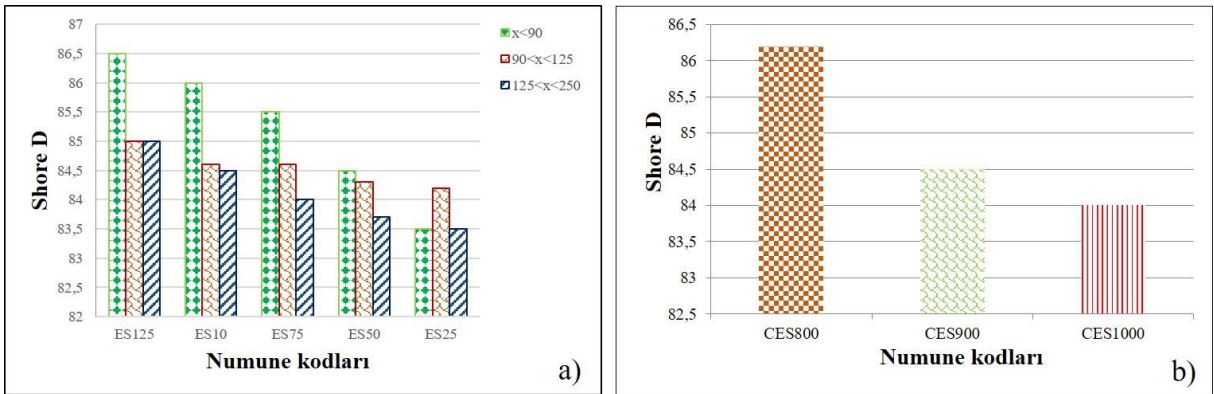 87
86,5
86
85,5
85
84,5
84
83,5
83
82,5
82
Shore D
ES125 ES10 ES75 ES50 ES25
Numune kodları
x<90
90<x<125
125<x<250
a)
86,5
86
85,5
85
84,5
84
83,5
83
82,5
Shore D
CES800 CES900 CES1000
Numune kodları
b)